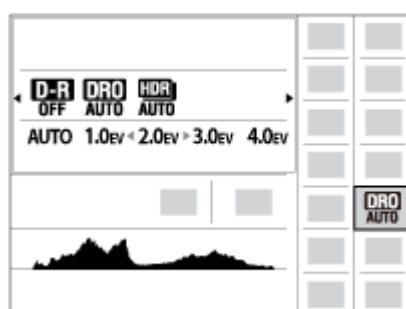 D-R DRO HDR
OFF AUTO AUTO
AUTO 1.0EV 2.0EV 3.0EV 4.0EV
DRO
AUTO